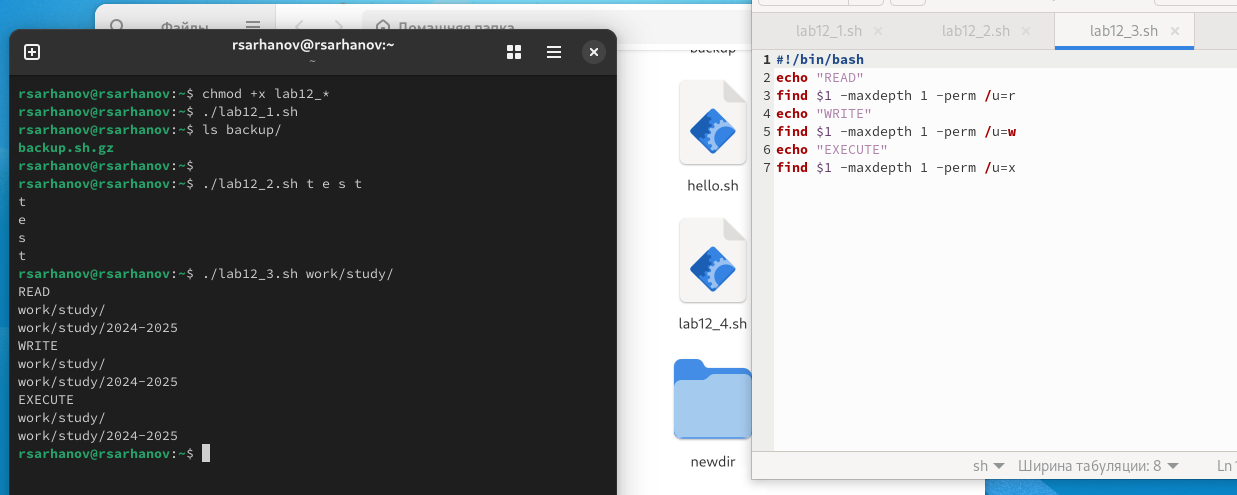 Файлы
Домашняя папка
rsarhanov@rsarhanov:~
~
rsarhanov@rsarhanov:~$ chmod +x lab12_*
rsarhanov@rsarhanov:~$ ./lab12_1.sh
rsarhanov@rsarhanov:~$ ls backup/
backup.sh.gz
rsarhanov@rsarhanov:~$
rsarhanov@rsarhanov:~$ ./lab12_2.sh t e s t
t
e
s
t
rsarhanov@rsarhanov:~$ ./lab12_3.sh work/study/
READ
work/study/
work/study/2024-2025
WRITE
work/study/
work/study/2024-2025
EXECUTE
work/study/
work/study/2024-2025
rsarhanov@rsarhanov:~$
backup
hello.sh
lab12_4.sh
newdir
lab12_1.sh
lab12_2.sh
lab12_3.sh
1 #!/bin/bash
2 echo "READ"
3 find $1 -maxdepth 1 -perm /u=r
4 echo "WRITE"
5 find $1 -maxdepth 1 -perm /u=w
6 echo "EXECUTE"
7 find $1 -maxdepth 1 -perm /u=x
sh Ширина табуляции: 8 Ln